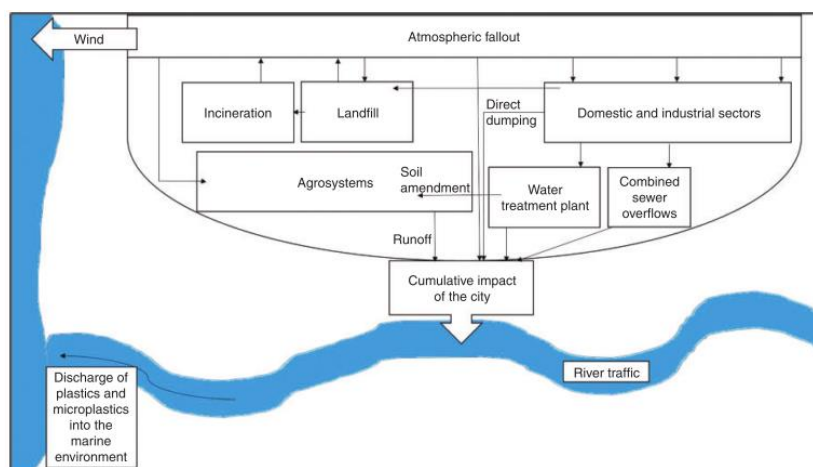 Wind
Atmospheric fallout
Incineration
Landfill
Direct
dumping
Domestic and industrial sectors
Agrosystems
Soil
amendment
Water
treatment plant
Combined
sewer
overflows
Runoff
Cumulative impact
of the city
River traffic
Discharge of
plastics and
microplastics
into the
marine
environment